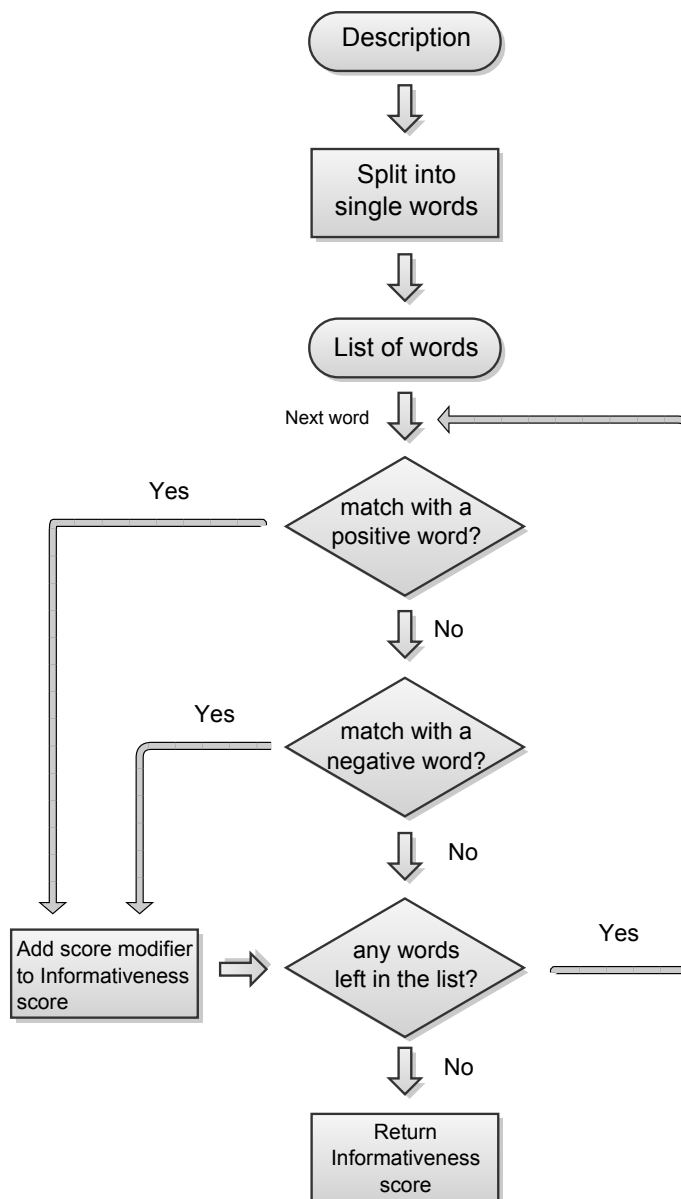 Description
Split into
single words
List of words
Next word
Yes
match with a
positive word?
No
Yes
match with a
negative word?
No
Add score modifier
to Informativeness
score
any words
left in the list?
Yes
No
Return
Informativeness
score